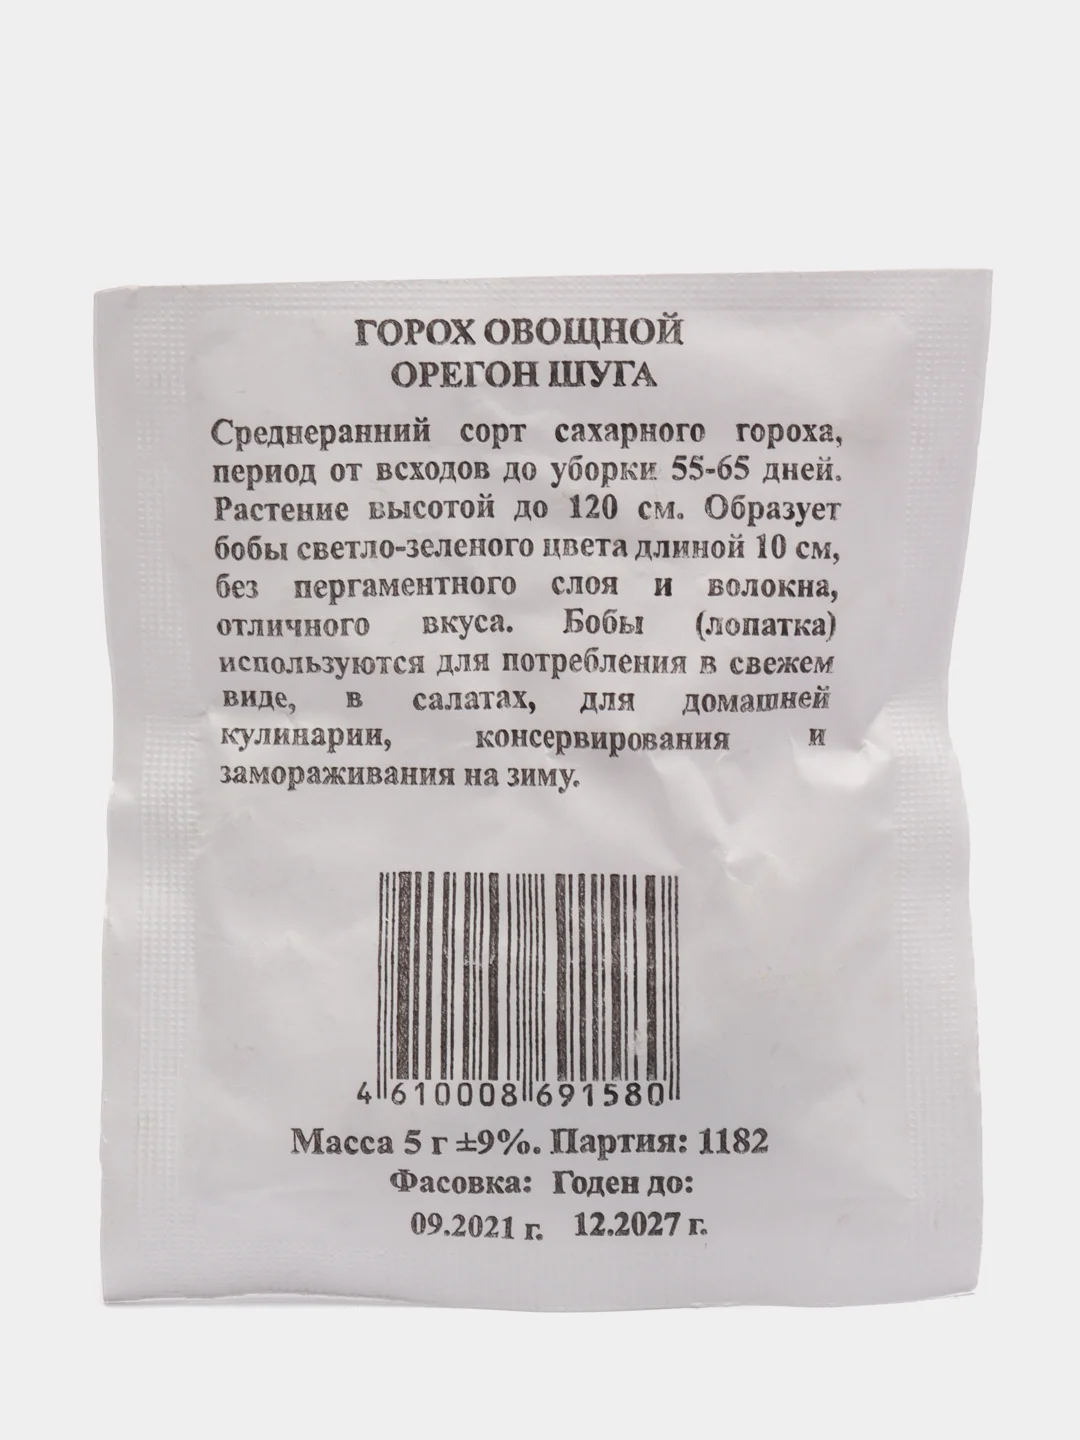 ГОРОХ ОВОЩНОЙ
ОРЕГОН ШУГА
Среднеранний сорт сахарного гороха,
период от всходов до уборки 55-65 дней.
Растение высотой до 120 см. Образует
бобы светло-зеленого цвета длиной 10 см,
без пергаментного слоя и волокна,
отличного вкуса. Бобы (лопатка)
используются для потребления в свежем
виде, в салатах, для домашней
кулинарии, консервирования и
замораживания на зиму.
4 610008 691580
Масса 5 г ±9%. Партия: 1182
Фасовка: Годен до:
09.2021 г. 12.2027 г.